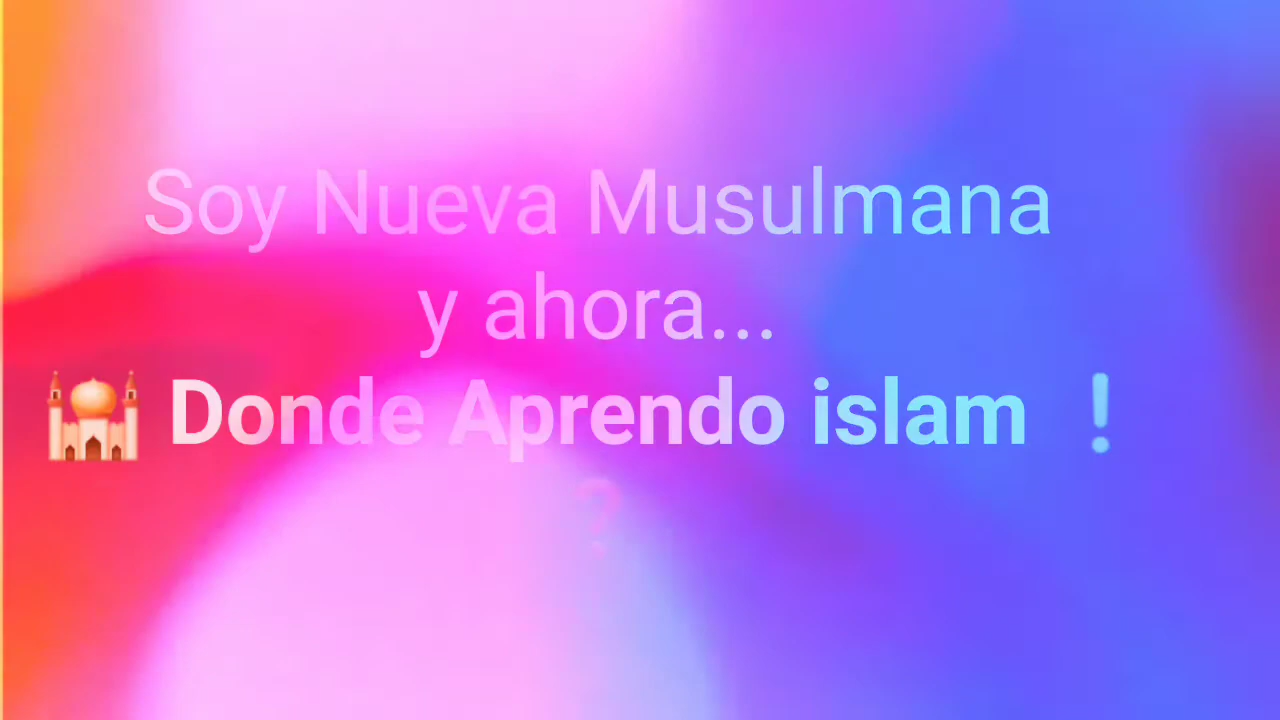 Soy Nueva Musulmana
y ahora...
🕌 Donde Aprendo islam ❗
?